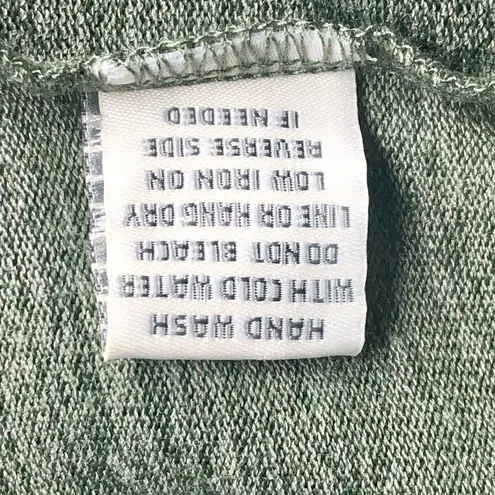 HAND WASH
WITH COLD WATER
DO NOT BLEACH
LINE OR HANG DRY
LOW IRON ON
REVERSE SIDE
IF NEEDED